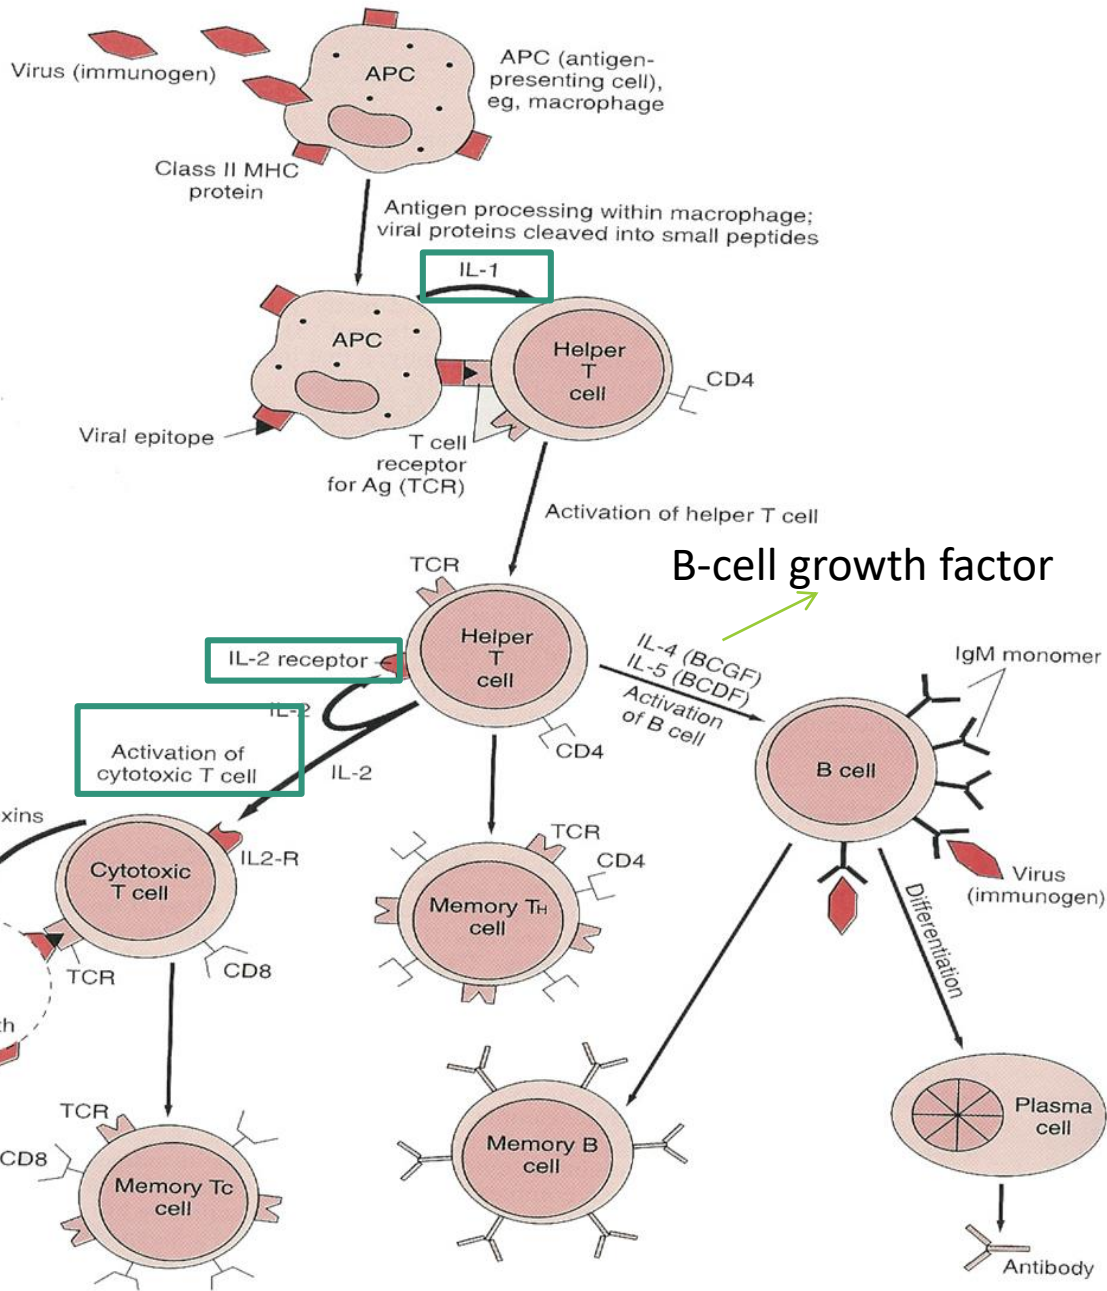 Virus (immunogen)
APC
APC (antigen-
presenting cell),
eg, macrophage
Class II MHC
protein
Antigen processing within macrophage;
viral proteins cleaved into small peptides
IL-1
APC
Helper
T
cell
CD4
Viral epitope
T cell
receptor
for Ag (TCR)
Activation of helper T cell
B-cell growth factor
TCR
Helper
T
cell
IL-4 (BCGF)
IL-5 (BCDF)
Activation
of B cell
IgM monomer
IL-2 receptor
IL-2
CD4
B cell
Activation of
cytotoxic T cell
IL-2
xins
IL2-R
Cytotoxic
T cell
TCR
CD8
TCR
CD4
Memory TH
cell
Virus
(immunogen)
Differentiation
th
TCR
CD8
Memory Tc
cell
Memory B
cell
Plasma
cell
Antibody